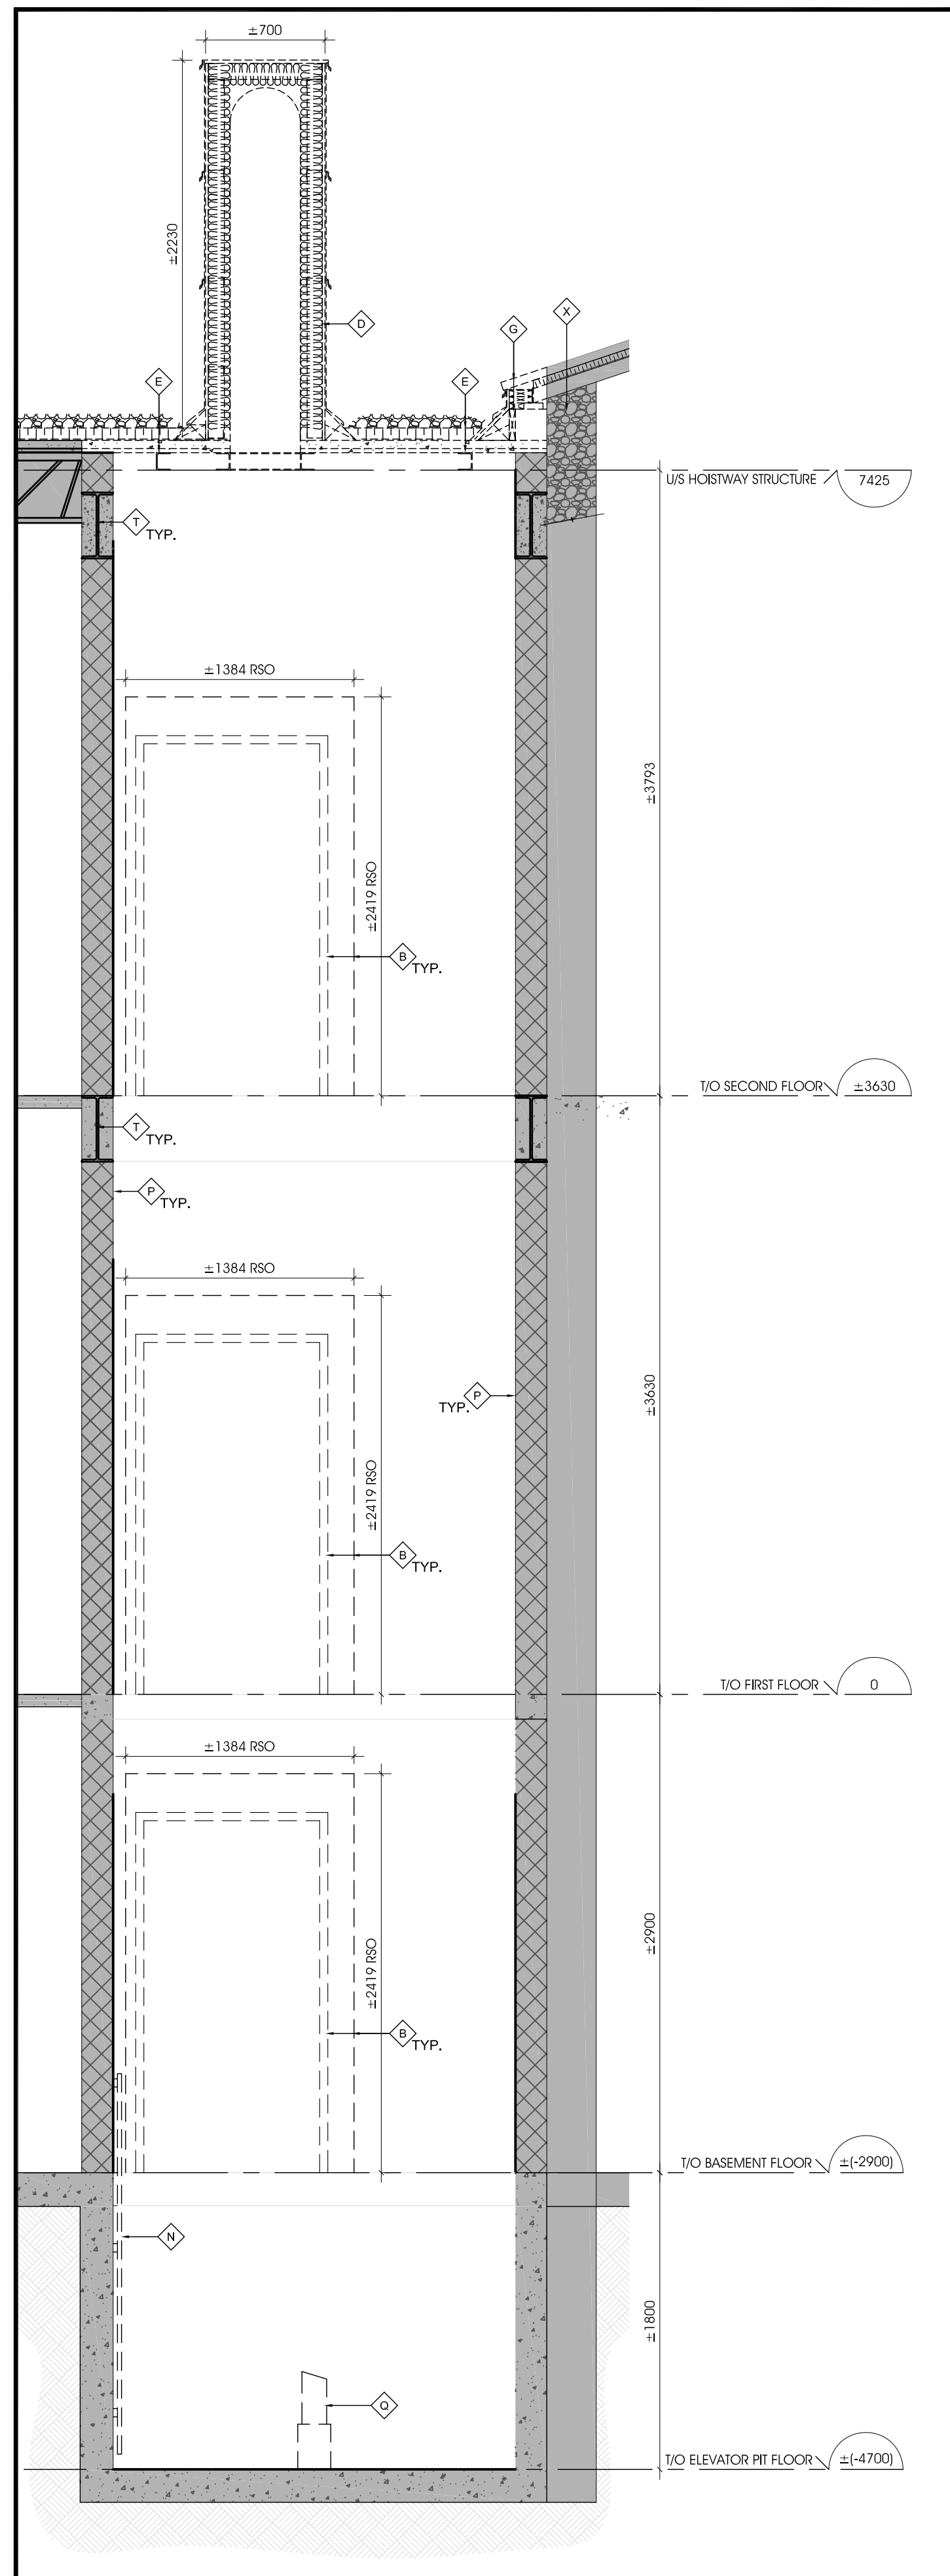 ±700
±2230
D
X
G
E
E
U/S HOISTWAY STRUCTURE
7425
T
TYP.
±1384 RSO
±3793
±2419 RSO
B
TYP.
T/O SECOND FLOOR
±3630
T
TYP.
P
TYP.
±1384 RSO
P
TYP.
±3630
±2419 RSO
B
TYP.
T/O FIRST FLOOR
0
±1384 RSO
±2900
±2419 RSO
B
TYP.
T/O BASEMENT FLOOR
±(-2900)
N
±1800
Q
T/O ELEVATOR PIT FLOOR
±(-4700)